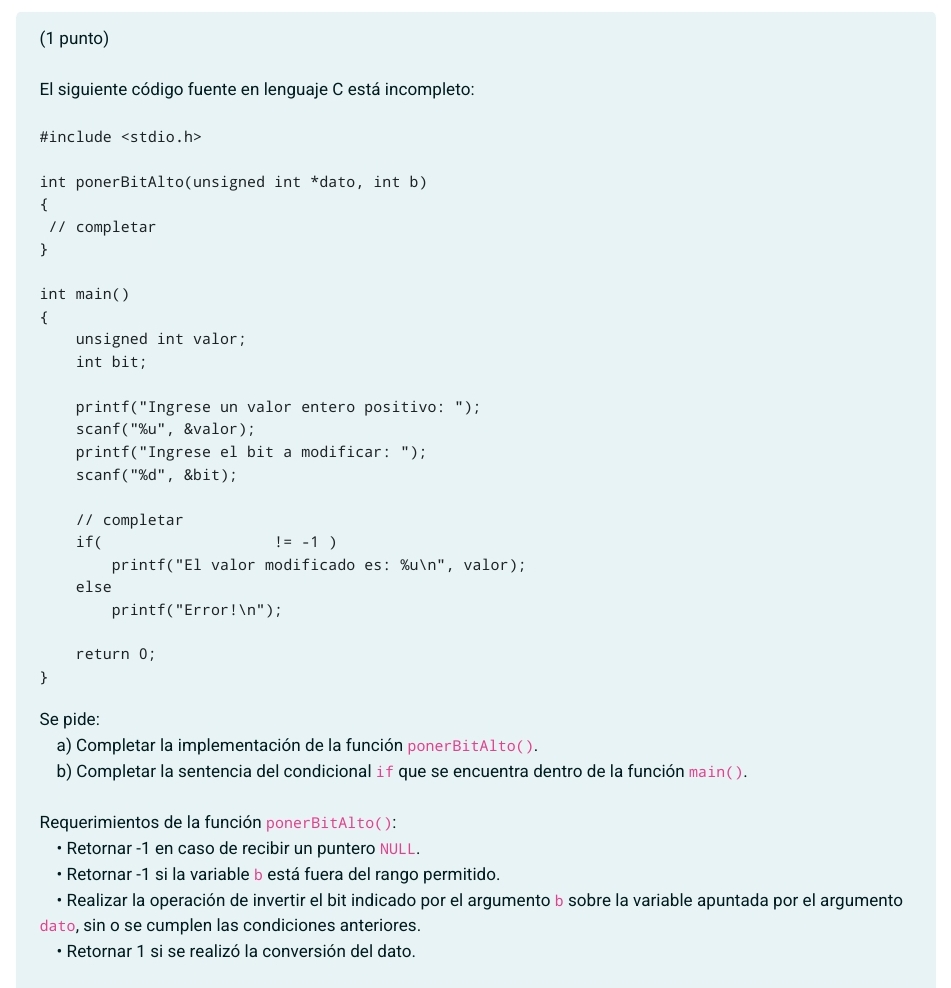 (1 punto)
El siguiente código fuente en lenguaje C está incompleto:
#include <stdio.h>
int ponerBitAlto(unsigned int *dato, int b)
{
// completar
}
int main()
{
unsigned int valor;
int bit;
printf("Ingrese un valor entero positivo: ");
scanf("%u", &valor);
printf("Ingrese el bit a modificar: ");
scanf("%d", &bit);
// completar
if( != -1 )
printf("El valor modificado es: %u\n", valor);
else
printf("Error!\n");
return 0;
}
Se pide:
a) Completar la implementación de la función ponerBitAlto().
b) Completar la sentencia del condicional if que se encuentra dentro de la función main().
Requerimientos de la función ponerBitAlto():
• Retornar -1 en caso de recibir un puntero NULL.
• Retornar -1 si la variable b está fuera del rango permitido.
• Realizar la operación de invertir el bit indicado por el argumento b sobre la variable apuntada por el argumento
dato, sin o se cumplen las condiciones anteriores.
• Retornar 1 si se realizó la conversión del dato.